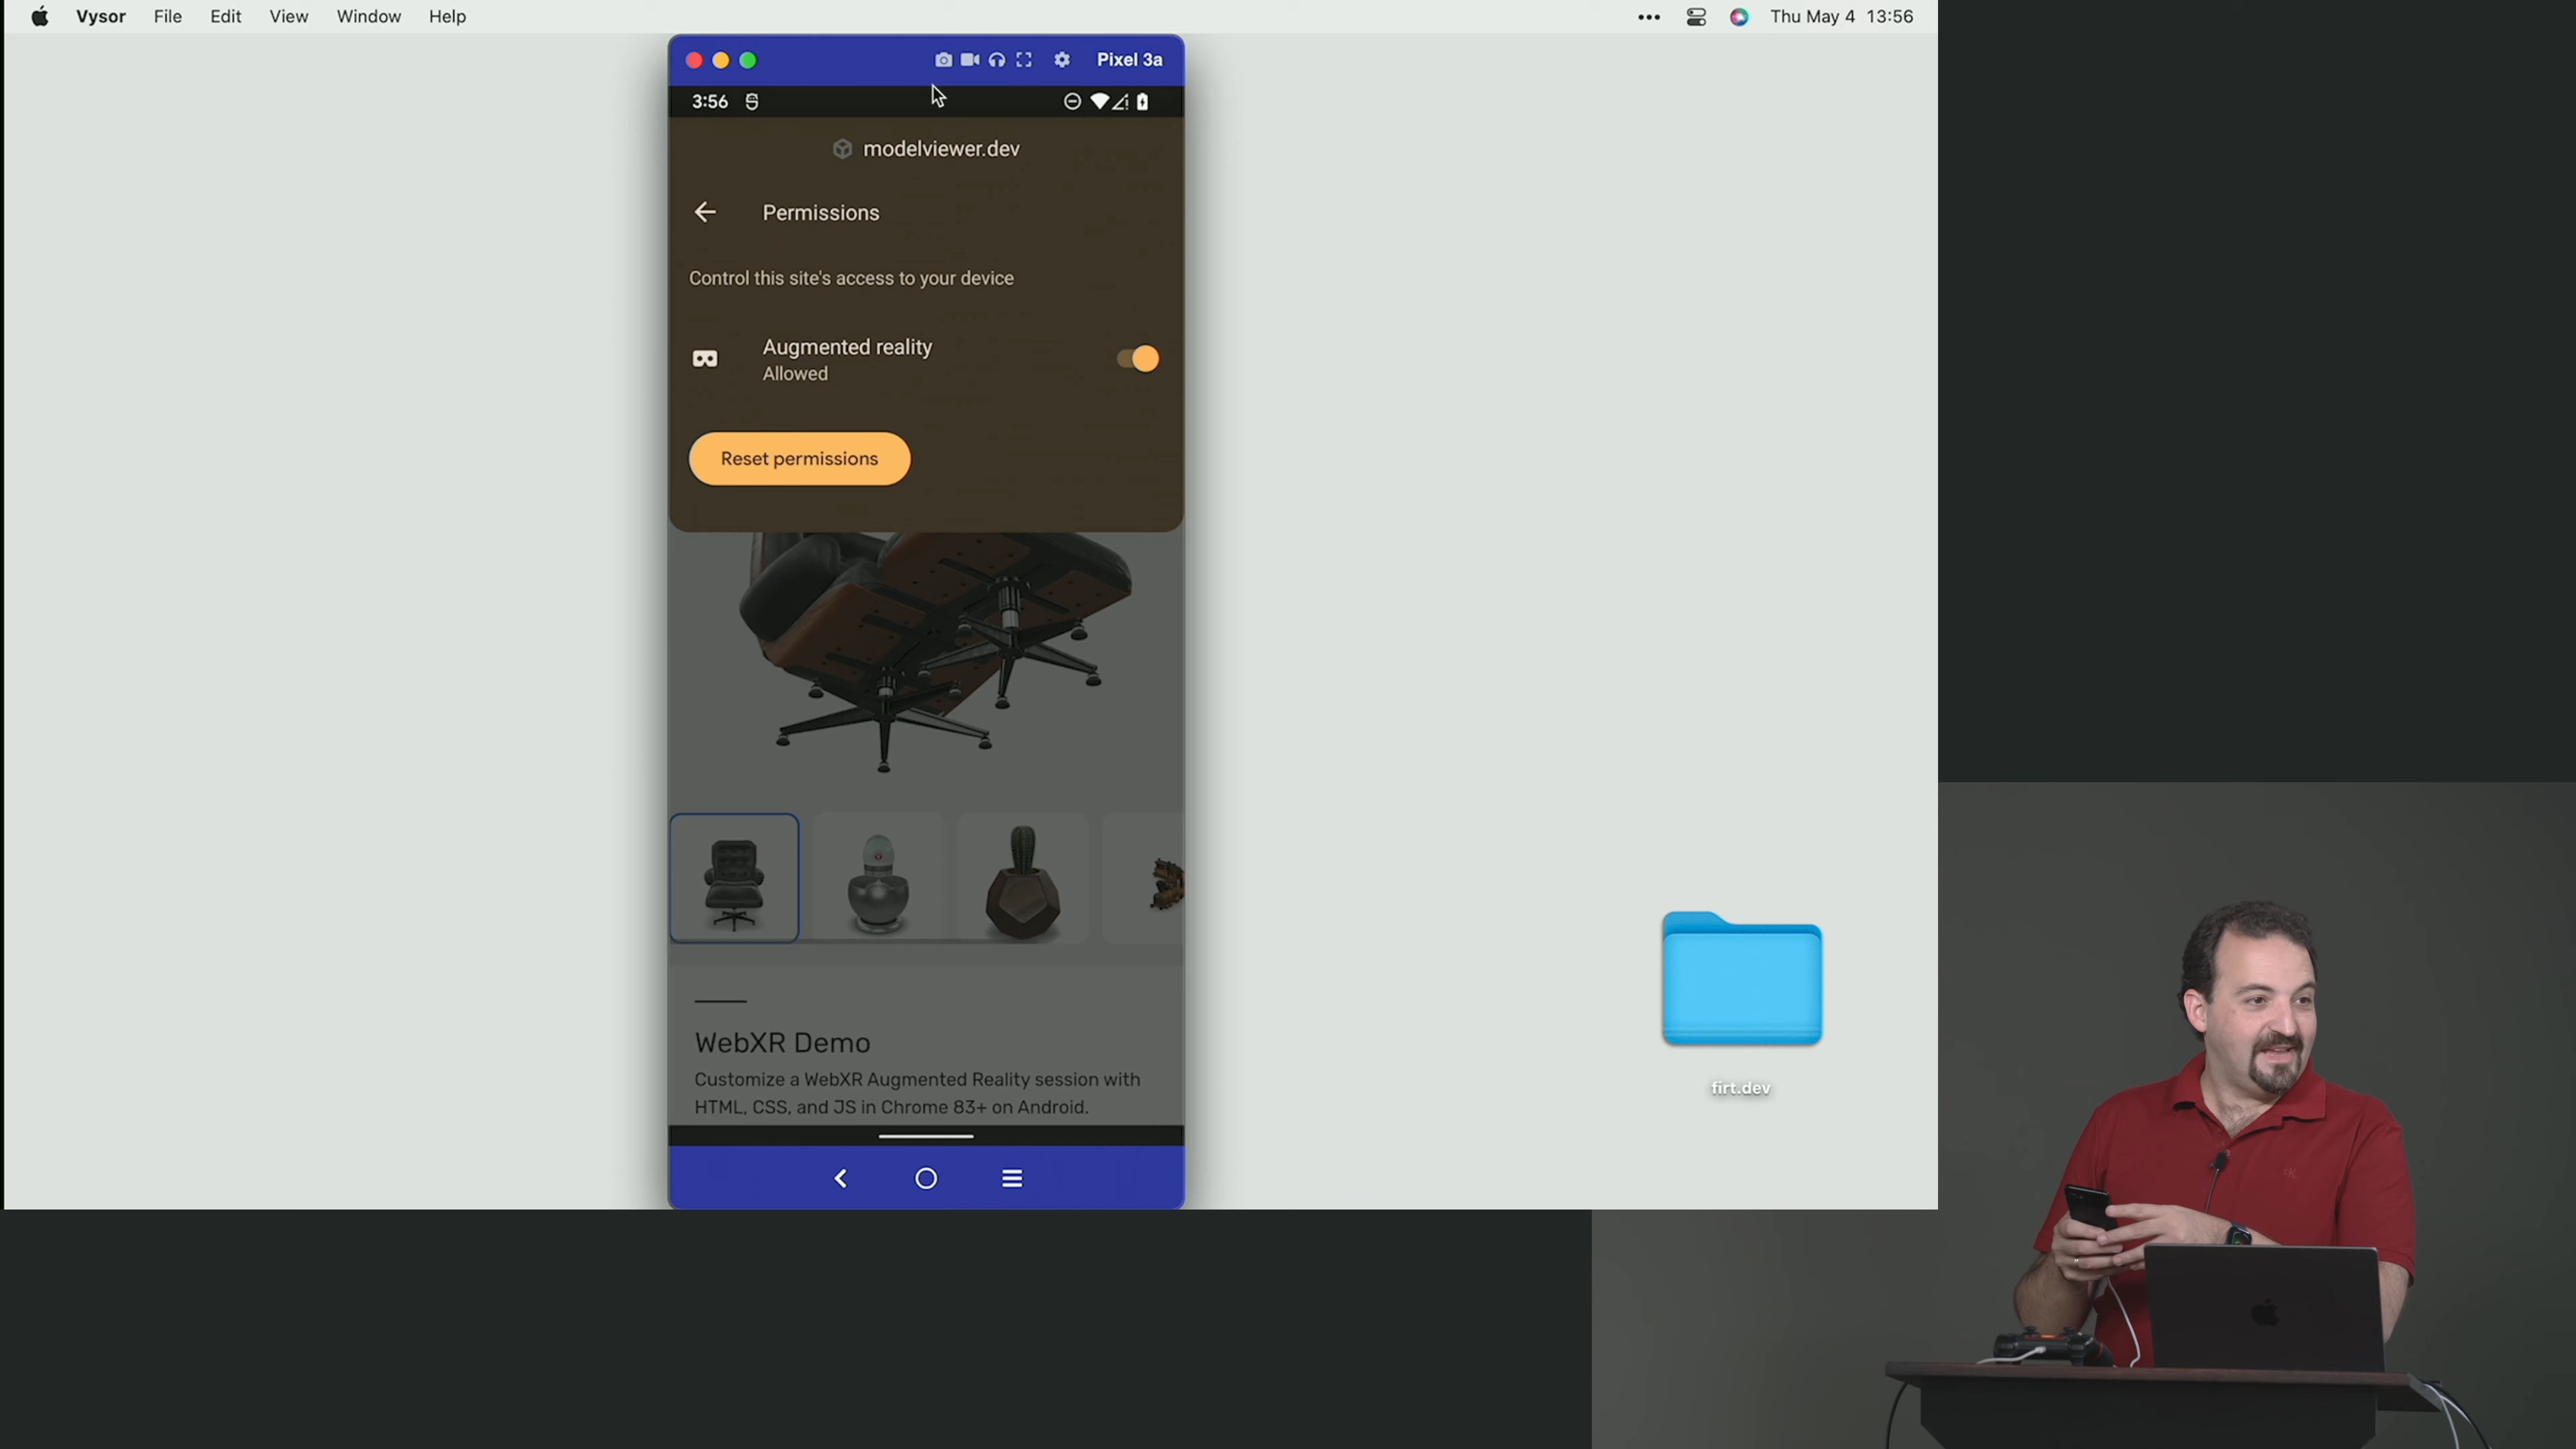 Vysor File Edit View Window Help
••• Thu May 4 13:56
Pixel 3a
3:56
modelviewer.dev
Permissions
Control this site's access to your device
Augmented reality
Allowed
Reset permissions
WebXR Demo
Customize a WebXR Augmented Reality session with
HTML, CSS, and JS in Chrome 83+ on Android.
firt.dev